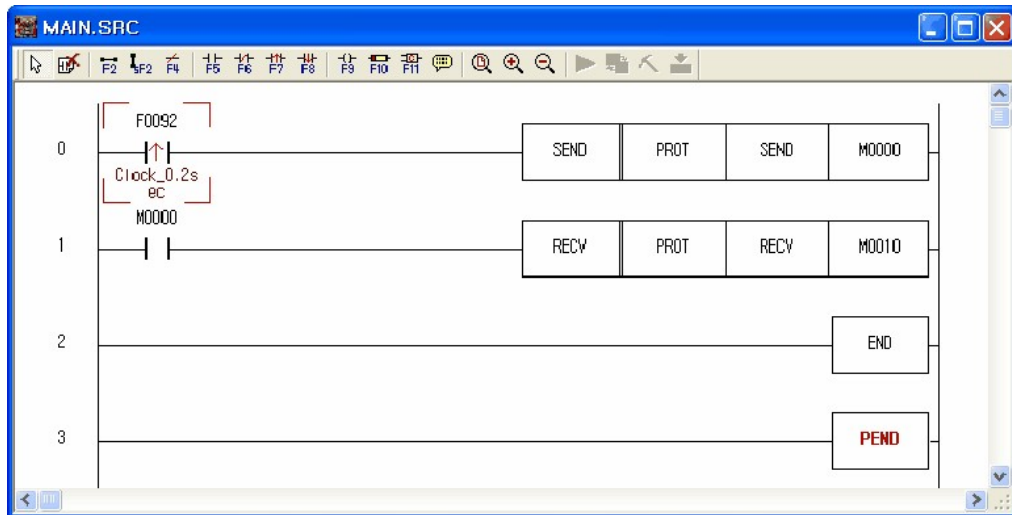 MAIN.SRC
F2 SF2 F4 F5 F6 F7 F8 F9 F10 F11
F0092
0 SEND PROT SEND M0000
Clock_0.2s
ec
M0000
1 RECV PROT RECV M0010
2 END
3 PEND